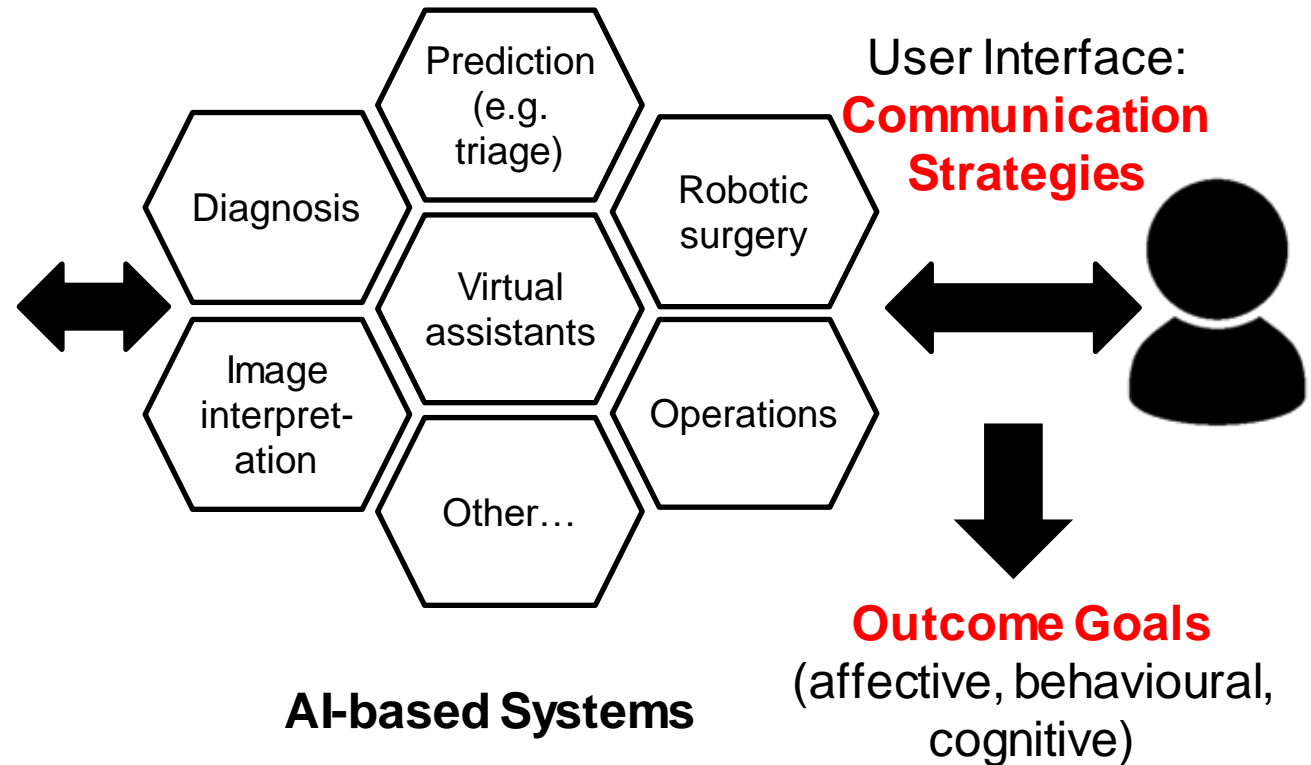 Prediction
(e.g.
triage)
User Interface:
Communication
Strategies
Diagnosis
Robotic
surgery
Virtual
assistants
Image
interpret-
ation
Operations
Other…
Outcome Goals
(affective, behavioural,
cognitive)
AI-based Systems